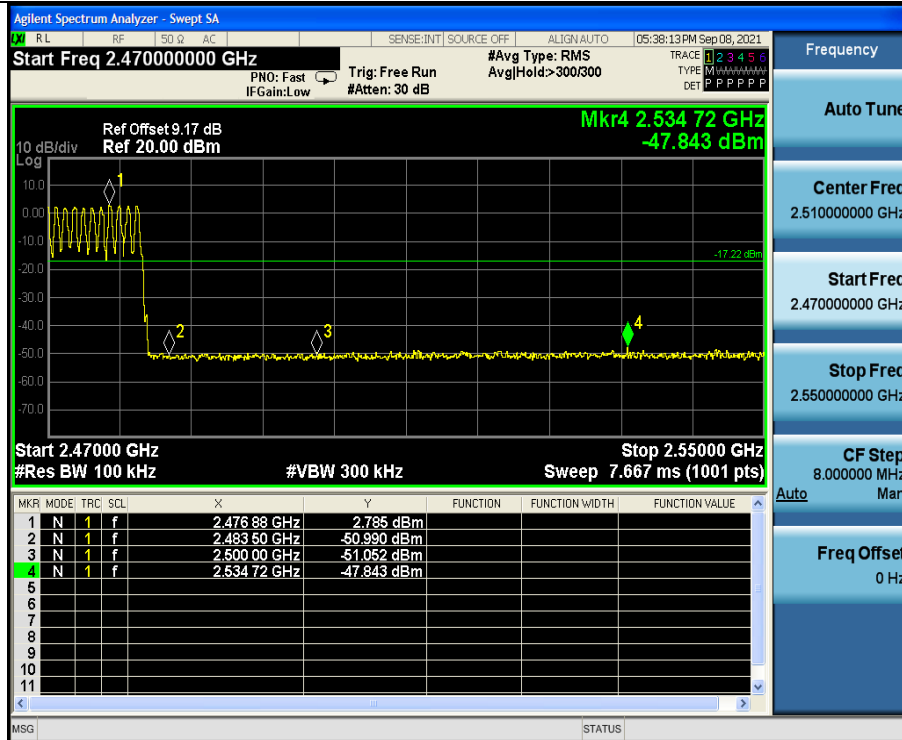 Agilent Spectrum Analyzer - Swept SA
LXI RL RF 50 Ω AC SENSE:INT SOURCE OFF ALIGN AUTO 05:38:13 PM Sep 08, 2021
Start Freq 2.470000000 GHz
PNO: Fast
IFGain:Low
Trig: Free Run
#Atten: 30 dB
#Avg Type: RMS
Avg|Hold:>300/300
TRACE 1 2 3 4 5 6
TYPE M
DET P P P P P P
Mkr4 2.534 72 GHz
-47.843 dBm
Ref Offset 9.17 dB
10 dB/div Ref 20.00 dBm
Log
10.0
0.00
-10.0
-20.0
-30.0
-40.0
-50.0
-60.0
-70.0
1
2
3
4
-17.22 dBm
Start 2.47000 GHz Stop 2.55000 GHz
#Res BW 100 kHz #VBW 300 kHz Sweep 7.667 ms (1001 pts)
MKR MODE TRC SCL X Y FUNCTION FUNCTION WIDTH FUNCTION VALUE
1 N 1 f 2.476 88 GHz 2.785 dBm
2 N 1 f 2.483 50 GHz -50.990 dBm
3 N 1 f 2.500 00 GHz -51.052 dBm
4 N 1 f 2.534 72 GHz -47.843 dBm
5
6
7
8
9
10
11
MSG STATUS
Frequency
Auto Tune
Center Freq
2.510000000 GHz
Start Freq
2.470000000 GHz
Stop Freq
2.550000000 GHz
CF Step
8.000000 MHz
Auto Man
Freq Offset
0 Hz